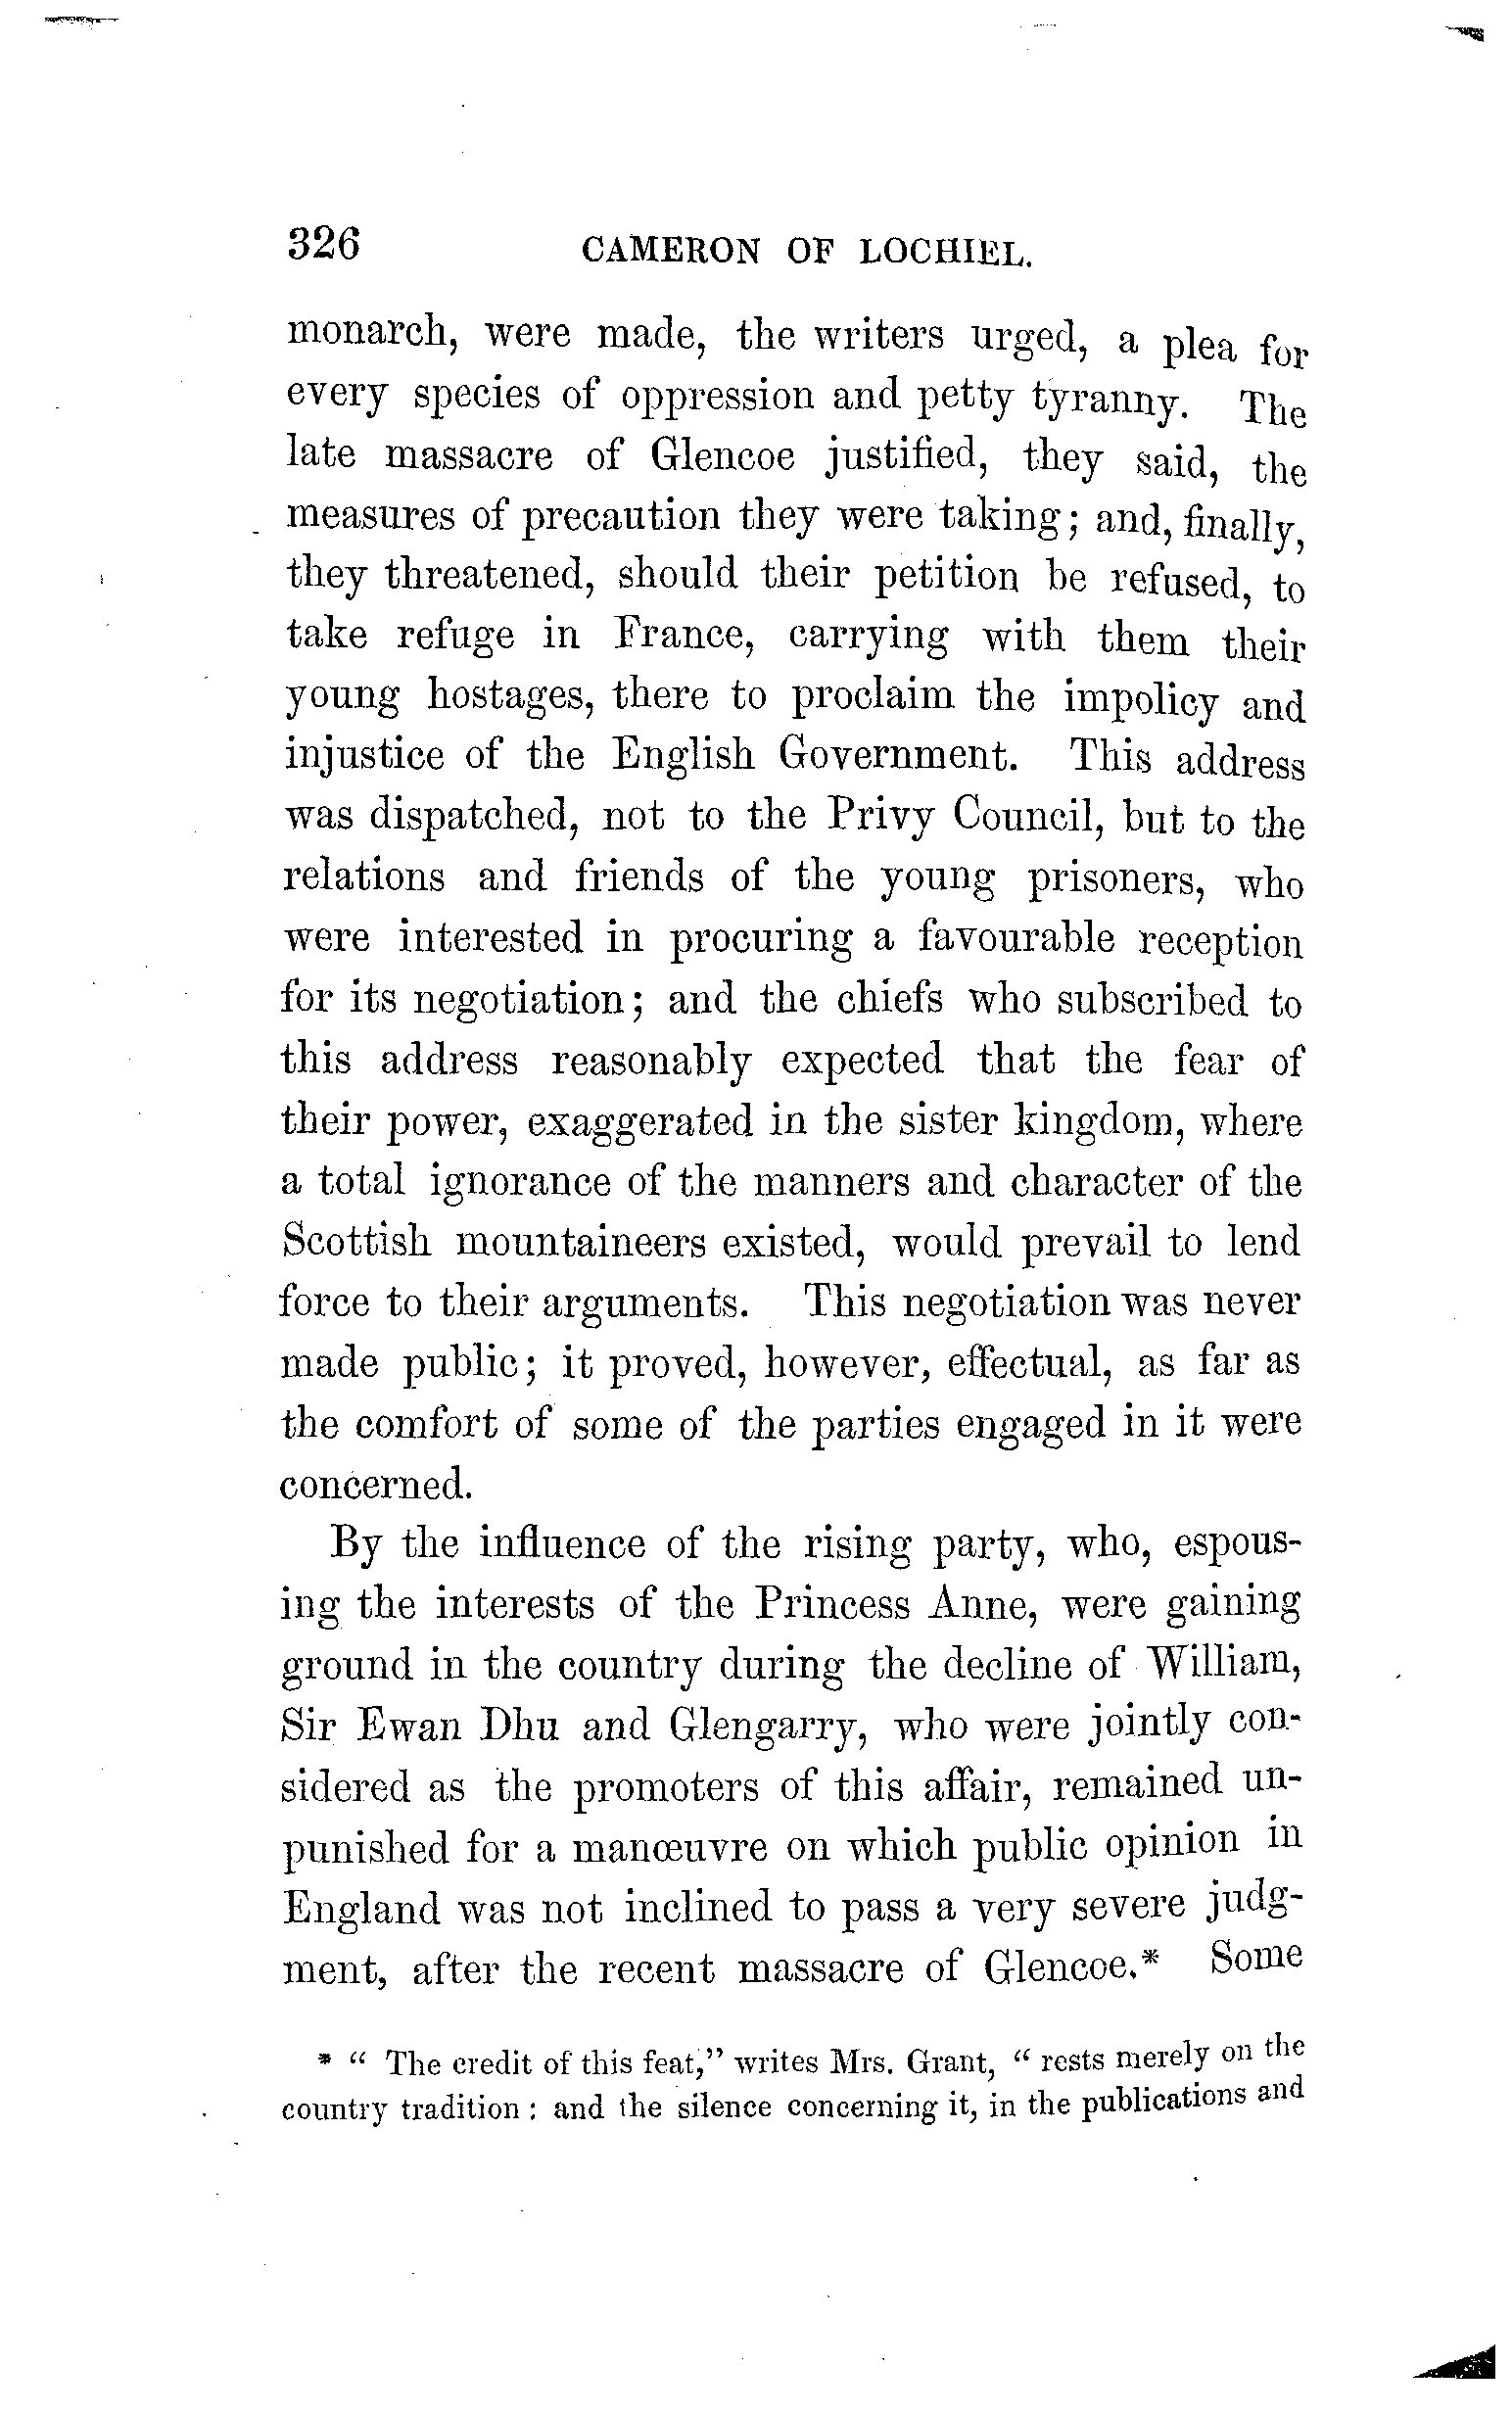 326 CAMERON OF LOCHIEL.
monarch, were made, the writers urged, a plea for
every species of oppression and petty tyranny. The
late massacre of Glencoe justified, they said, the
measures of precaution they were taking; and, finally,
they threatened, should their petition be refused, to
take refuge in France, carrying with them their
young hostages, there to proclaim the impolicy and
injustice of the English Government. This address
was dispatched, not to the Privy Council, but to the
relations and friends of the young prisoners, who
were interested in procuring a favourable reception
for its negotiation; and the chiefs who subscribed to
this address reasonably expected that the fear of
their power, exaggerated in the sister kingdom, where
a total ignorance of the manners and character of the
Scottish mountaineers existed, would prevail to lend
force to their arguments. This negotiation was never
made public; it proved, however, effectual, as far as
the comfort of some of the parties engaged in it were
concerned.
By the influence of the rising party, who, espous-
ing the interests of the Princess Anne, were gaining
ground in the country during the decline of William,
Sir Ewan Dhu and Glengarry, who were jointly con-
sidered as the promoters of this affair, remained un-
punished for a manœuvre on which public opinion in
England was not inclined to pass a very severe judg-
ment, after the recent massacre of Glencoe.* Some
* “ The credit of this feat,” writes Mrs. Grant, “ rests merely on the
country tradition : and the silence concerning it, in the publications and